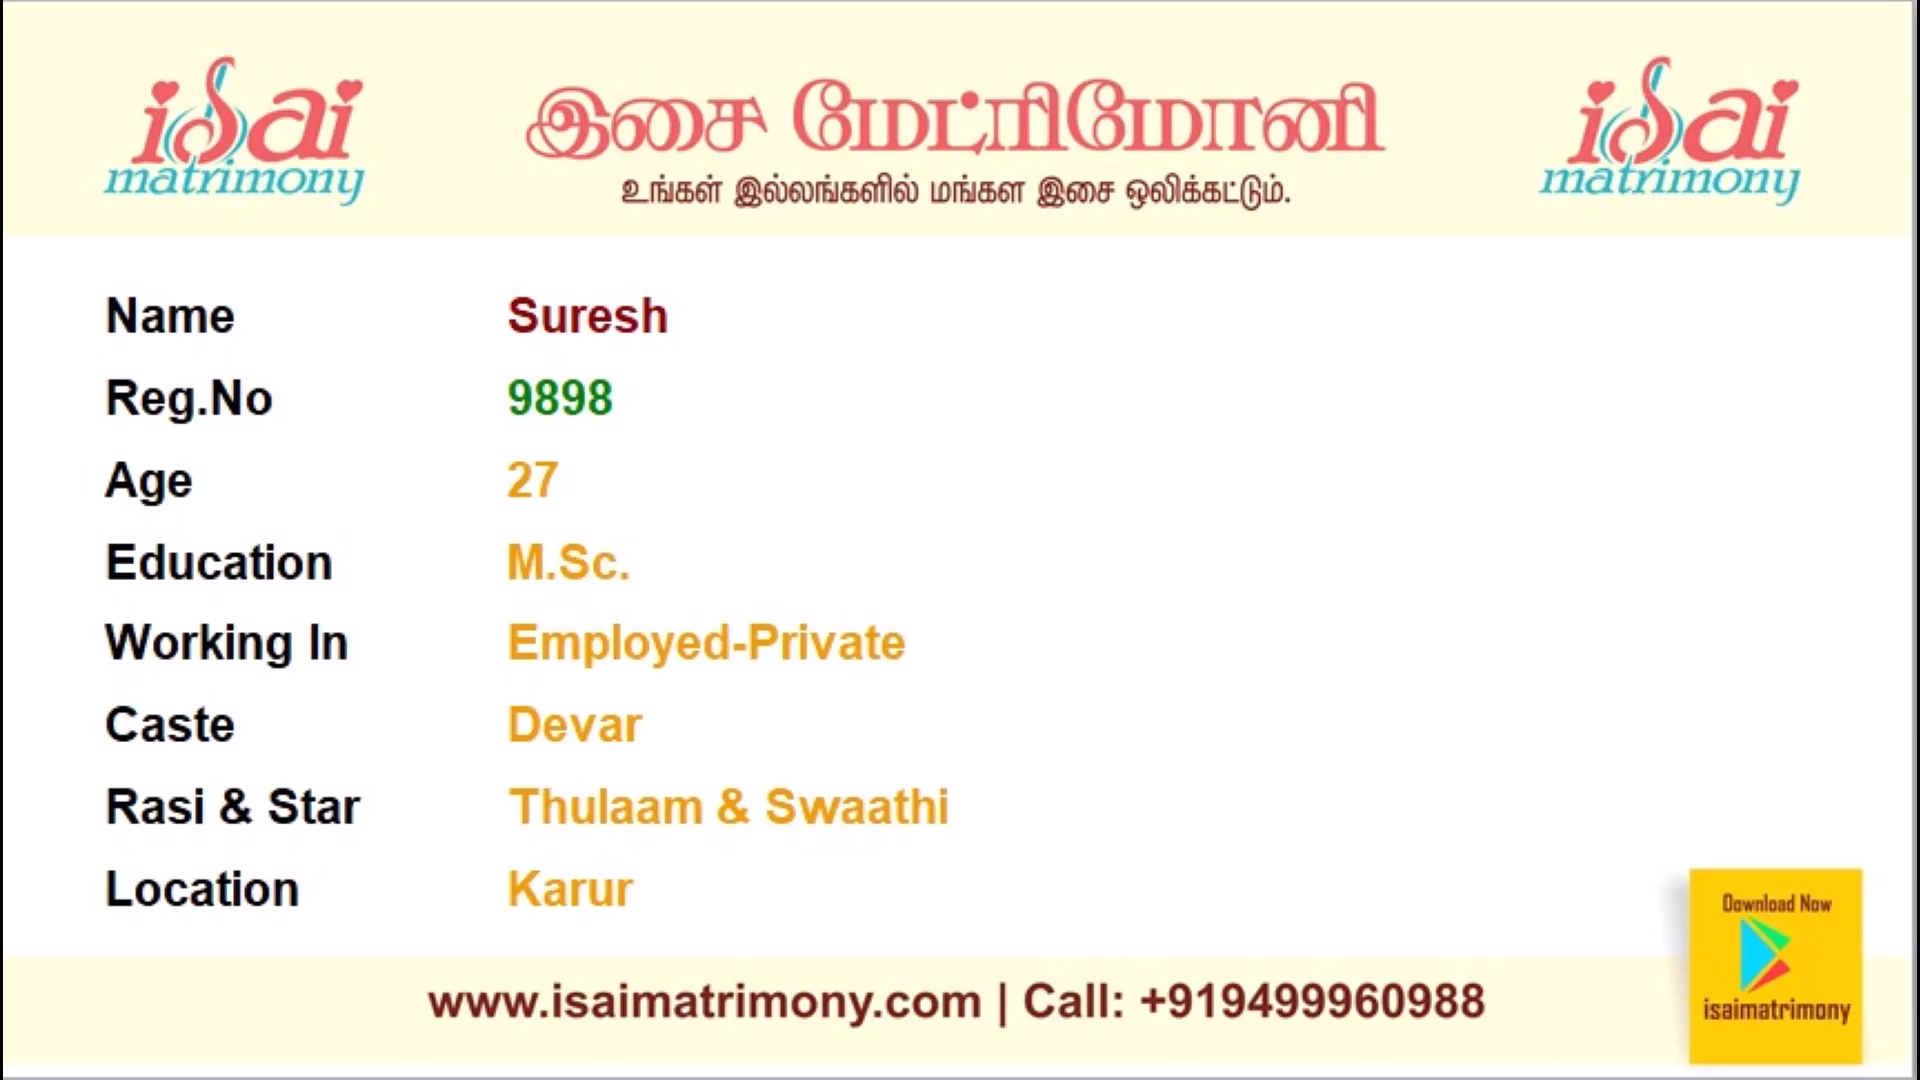 isai matrimony
இசை மேட்ரிமோனி
உங்கள் இல்லங்களில் மங்கள இசை ஒலிக்கட்டும்.
isai matrimony
Name Suresh
Reg.No 9898
Age 27
Education M.Sc.
Working In Employed-Private
Caste Devar
Rasi & Star Thulaam & Swaathi
Location Karur
Download Now
isaimatrimony
www.isaimatrimony.com | Call: +919499960988